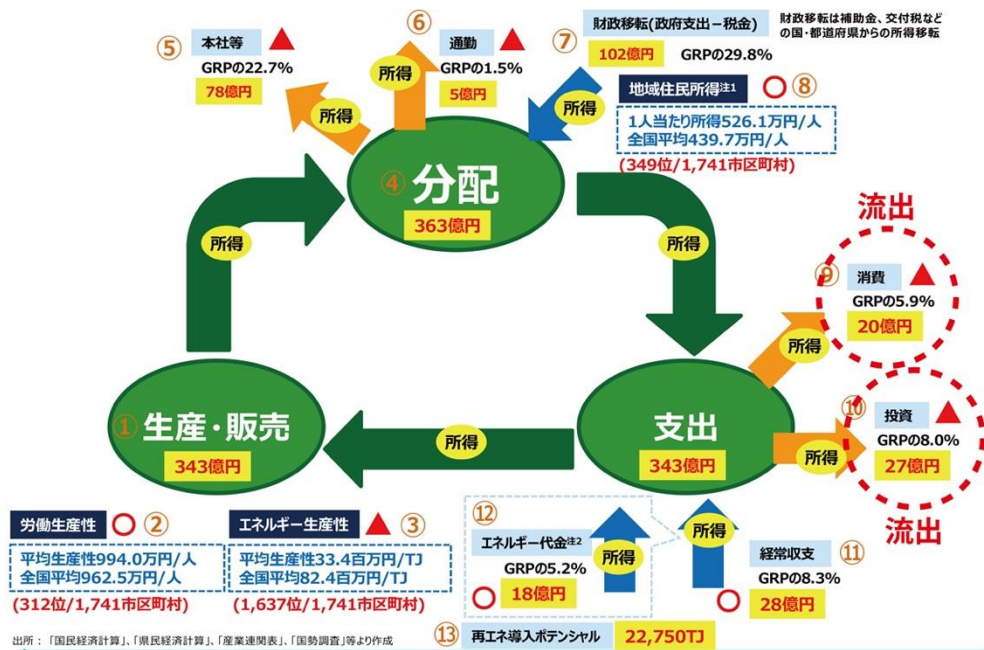 ⑤ 本社等 ▲
GRPの22.7%
78億円
所得
⑥ 通勤 ▲
GRPの1.5%
5億円
所得
⑦ 財政移転(政府支出－税金)
102億円 GRPの29.8%
財政移転は補助金、交付税など
の国・都道府県からの所得移転
所得
地域住民所得注1 ○ ⑧
1人当たり所得526.1万円/人
全国平均439.7万円/人
(349位/1,741市区町村)
④ 分配
363億円
所得
所得
流出
⑨ 消費 ▲
GRPの5.9%
20億円
所得
① 生産・販売
343億円
所得
支出
343億円
⑩ 投資 ▲
GRPの8.0%
27億円
所得
流出
労働生産性 ○ ②
平均生産性994.0万円/人
全国平均962.5万円/人
(312位/1,741市区町村)
エネルギー生産性 ▲ ③
平均生産性33.4百万円/TJ
全国平均82.4百万円/TJ
(1,637位/1,741市区町村)
⑫
エネルギー代金注2
GRPの5.2%
○ 18億円
所得
所得
経常収支 ⑪
GRPの8.3%
○ 28億円
⑬ 再エネ導入ポテンシャル 22,750TJ
出所：「国民経済計算」、「県民経済計算」、「産業連関表」、「国勢調査」等より作成